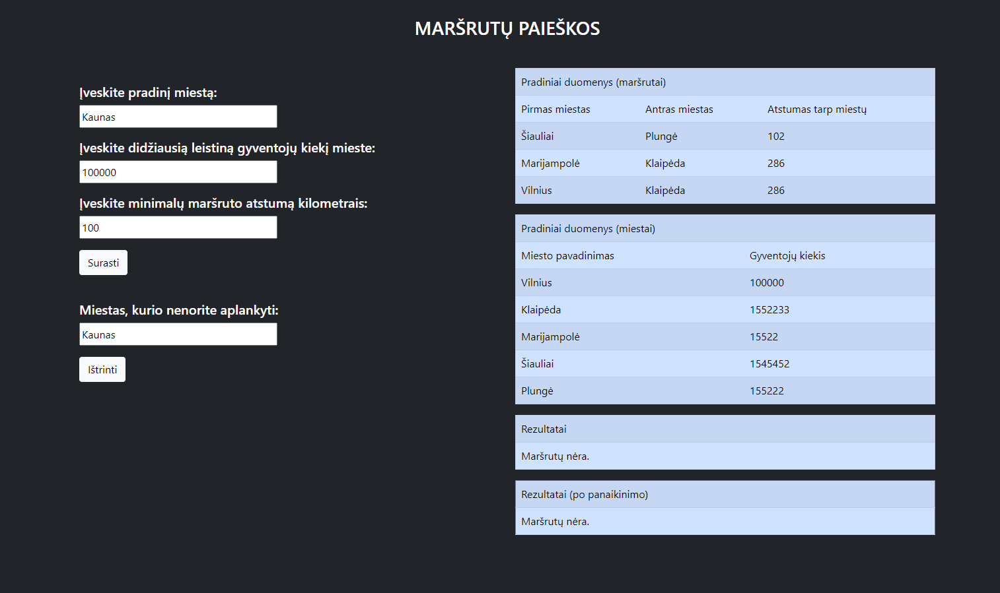 MARŠRUTŲ PAIEŠKOS
Įveskite pradinį miestą:
Kaunas
Įveskite didžiausią leistiną gyventojų kiekį mieste:
100000
Įveskite minimalų maršruto atstumą kilometrais:
100
Surasti
Miestas, kurio nenorite aplankyti:
Kaunas
Ištrinti
Pradiniai duomenys (maršrutai)
Pirmas miestas Antras miestas Atstumas tarp miestų
Šiauliai Plungė 102
Marijampolė Klaipėda 286
Vilnius Klaipėda 286
Pradiniai duomenys (miestai)
Miesto pavadinimas Gyventojų kiekis
Vilnius 100000
Klaipėda 1552233
Marijampolė 15522
Šiauliai 1545452
Plungė 155222
Rezultatai
Maršrutų nėra.
Rezultatai (po panaikinimo)
Maršrutų nėra.